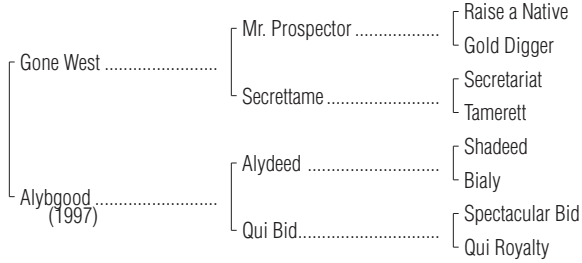 Raise a Native
Mr. Prospector ...................
Gold Digger
Gone West .........................
Secretariat
Secrettame .........................
Tamerett
Shadeed
Alydeed .............................
Bialy
Alybgood ...........................
(1997)
Spectacular Bid
Qui Bid..............................
Qui Royalty